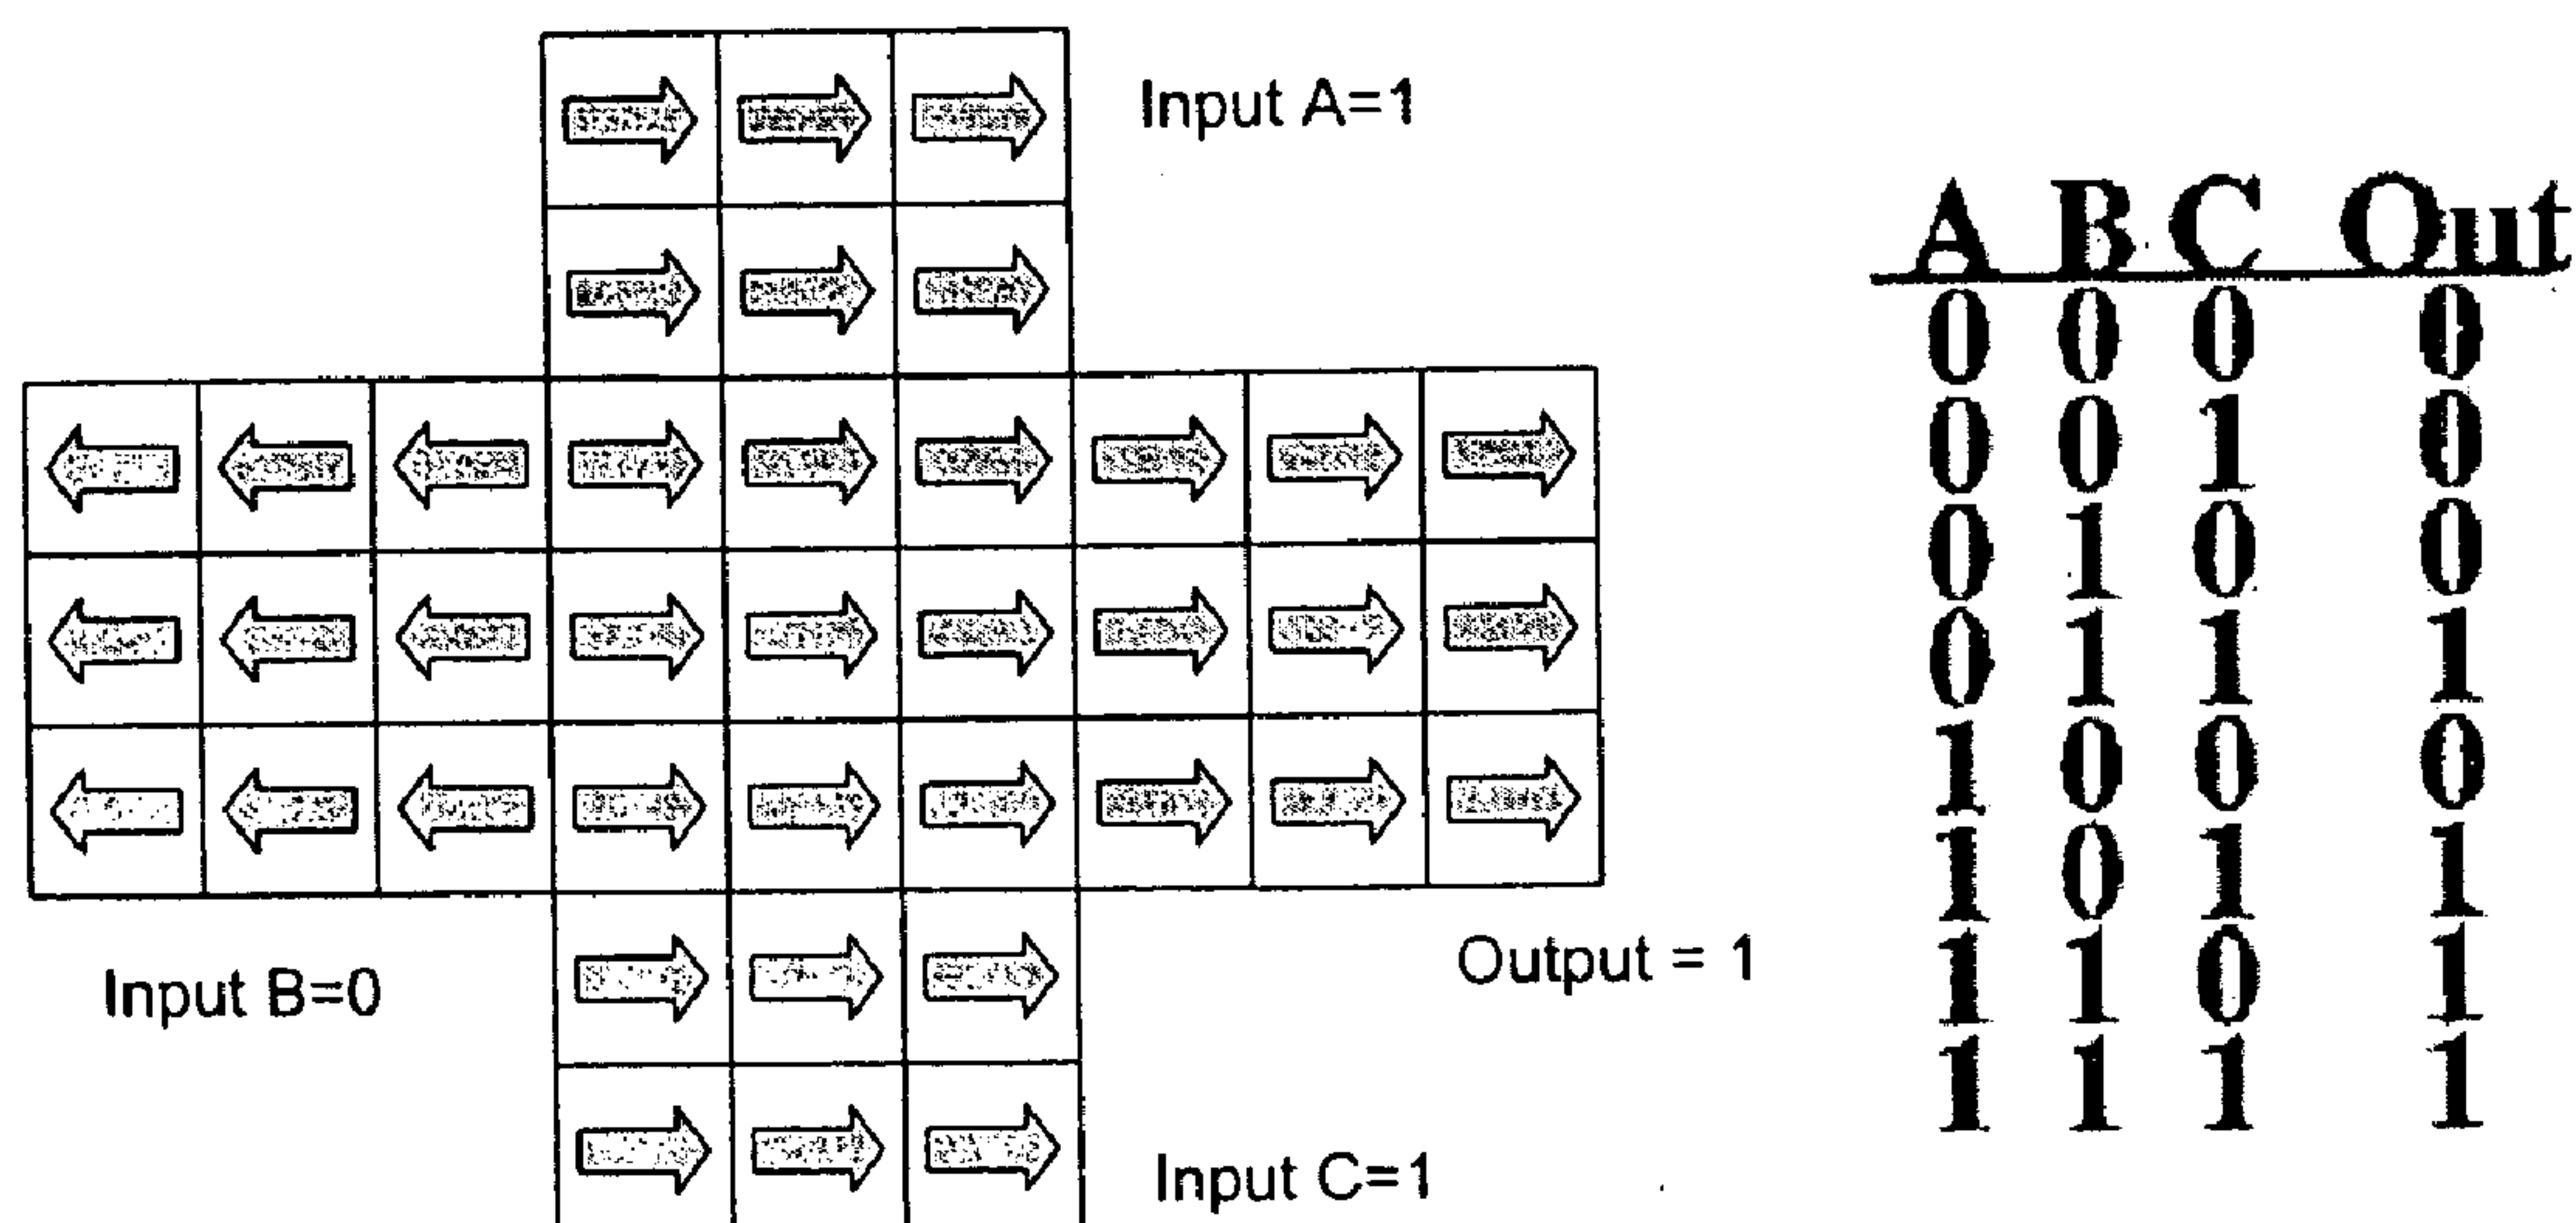 Input A=1
Input B=0
Output = 1
Input C=1
A B C Out
0 0 0 0
0 0 1 0
0 1 0 0
0 1 1 1
1 0 0 0
1 0 1 1
1 1 0 1
1 1 1 1